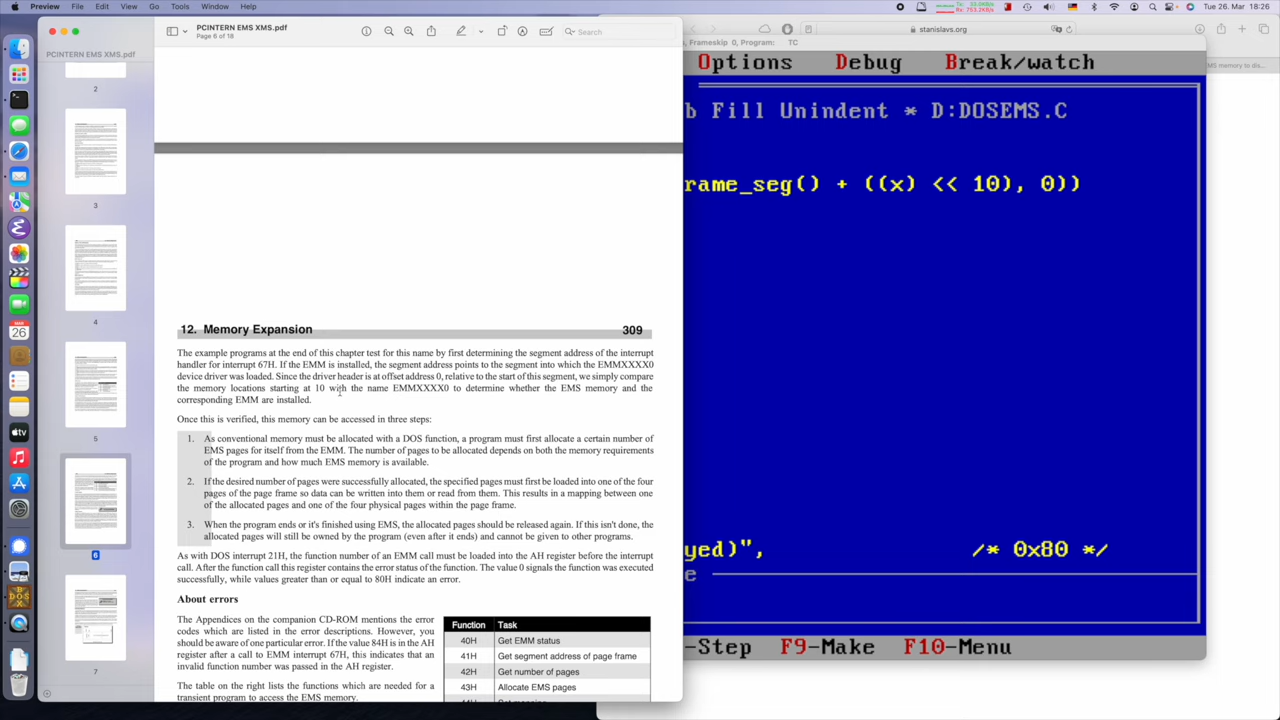 Preview File Edit View Go Tools Window Help
Tue 26. Mar 18:26
PCINTERN EMS XMS.pdf
Page 6 of 18
Search
PCINTERN EMS XMS.pdf
2
3
4
5
6
7
12. Memory Expansion 309
The example programs at the end of this chapter test for this name by first determining the segment address of the interrupt
handler for interrupt 67H. If the EMM is installed, the segment address points to the segment into which the EMMXXXX0
device driver was loaded. Since the driver header is at offset address 0, relative to the start of this segment, we simply compare
the memory locations starting at 10 with the name EMMXXXX0 to determine whether the EMS memory and the
corresponding EMM are installed.
Once this is verified, this memory can be accessed in three steps:
1. As conventional memory must be allocated with a DOS function, a program must first allocate a certain number of
EMS pages for itself from the EMM. The number of pages to be allocated depends on both the memory requirements
of the program and how much EMS memory is available.
2. If the desired number of pages were successfully allocated, the specified pages must first be loaded into one of the four
pages of the page frame so data can be written into them or read from them. This results in a mapping between one
of the allocated pages and one of the four physical pages within the page frame.
3. When the program ends or it's finished using EMS, the allocated pages should be released again. If this isn't done, the
allocated pages will still be owned by the program (even after it ends) and cannot be given to other programs.
As with DOS interrupt 21H, the function number of an EMM call must be loaded into the AH register before the interrupt
call. After the function call this register contains the error status of the function. The value 0 signals the function was executed
successfully, while values greater than or equal to 80H indicate an error.
About errors
The Appendices on the companion CD-ROM mentions the error
codes which are listed in the error descriptions. However, you
should be aware of one particular error. If the value 84H is in the AH
register after a call to EMM interrupt 67H, this indicates that an
invalid function number was passed in the AH register.
The table on the right lists the functions which are needed for a
transient program to access the EMS memory.
Function Task
40H Get EMM status
41H Get segment address of page frame
42H Get number of pages
43H Allocate EMS pages
stanislavs.org
, Frameskip 0, Program: TC
MS memory to dis...
Options Debug Break/watch
b Fill Unindent * D:DOSEMS.C
rame_seg() + ((x) << 10), 0))
yed)", /* 0x80 */
e
-Step F9-Make F10-Menu